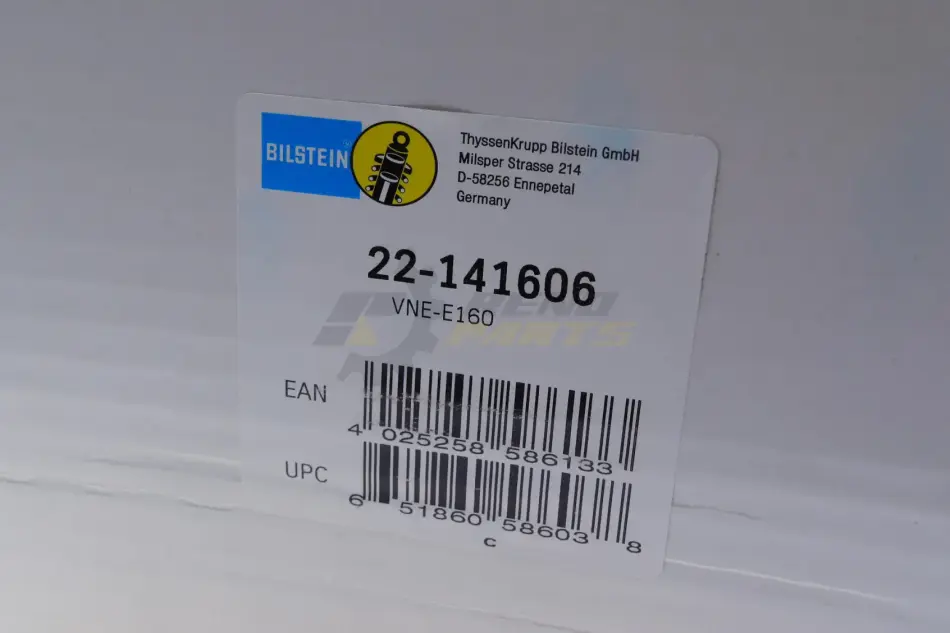 BILSTEIN®
ThyssenKrupp Bilstein GmbH
Milsper Strasse 214
D-58256 Ennepetal
Germany
22-141606
VNE-E160
PARTS
EAN
4 025258 586133
UPC
6 51860 58603 8
c